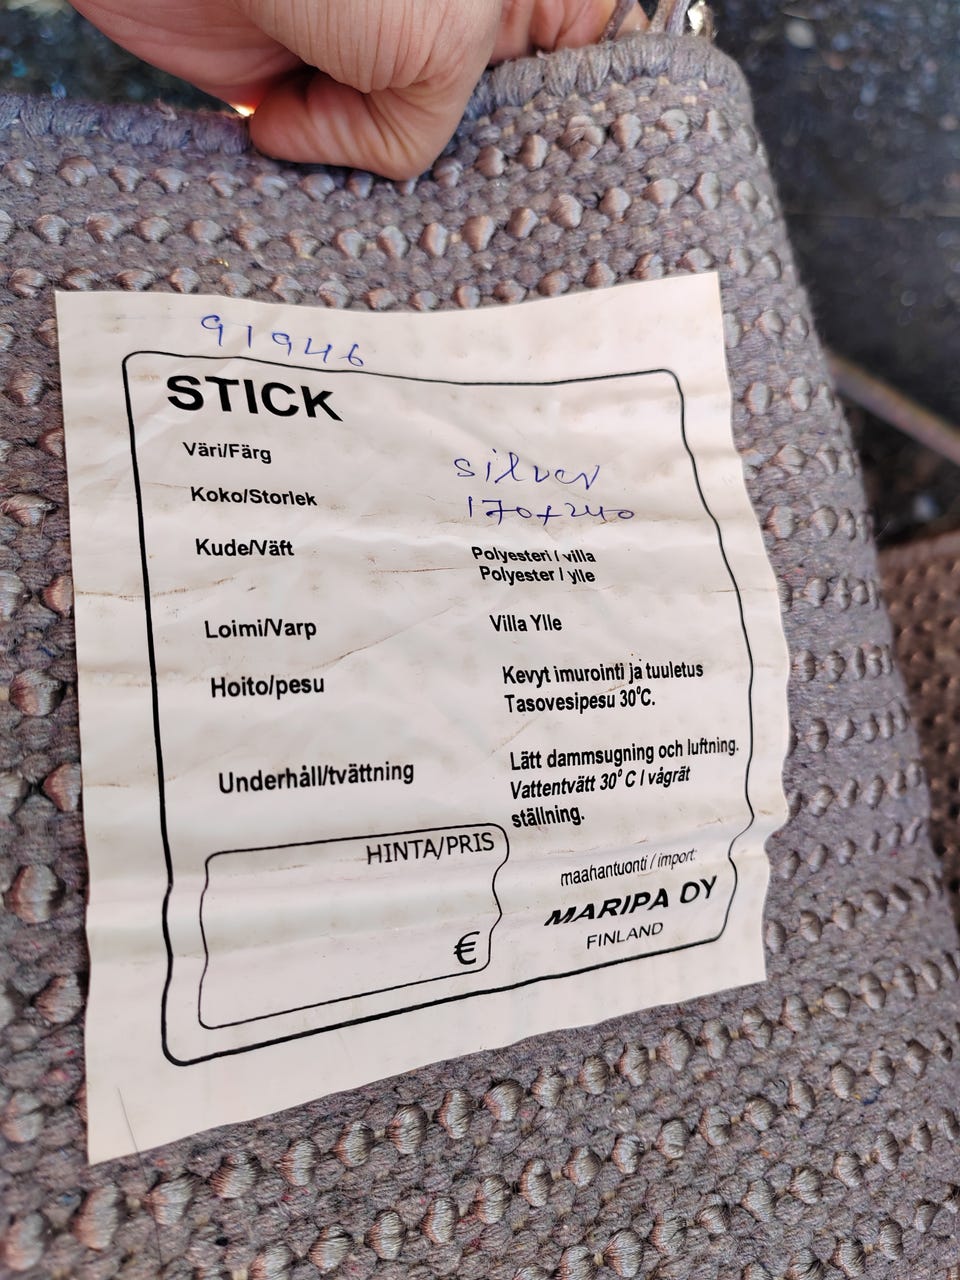 91946
STICK
Väri/Färg silver
Koko/Storlek 170x240
Kude/Väft Polyesteri / villa
Polyester / ylle
Loimi/Varp Villa Ylle
Hoito/pesu Kevyt imurointi ja tuuletus
Tasovesipesu 30⁰C.
Underhåll/tvättning Lätt dammsugning och luftning.
Vattentvätt 30⁰ C I vågrät
ställning.
HINTA/PRIS
€
maahantuonti / import:
MARIPA OY
FINLAND